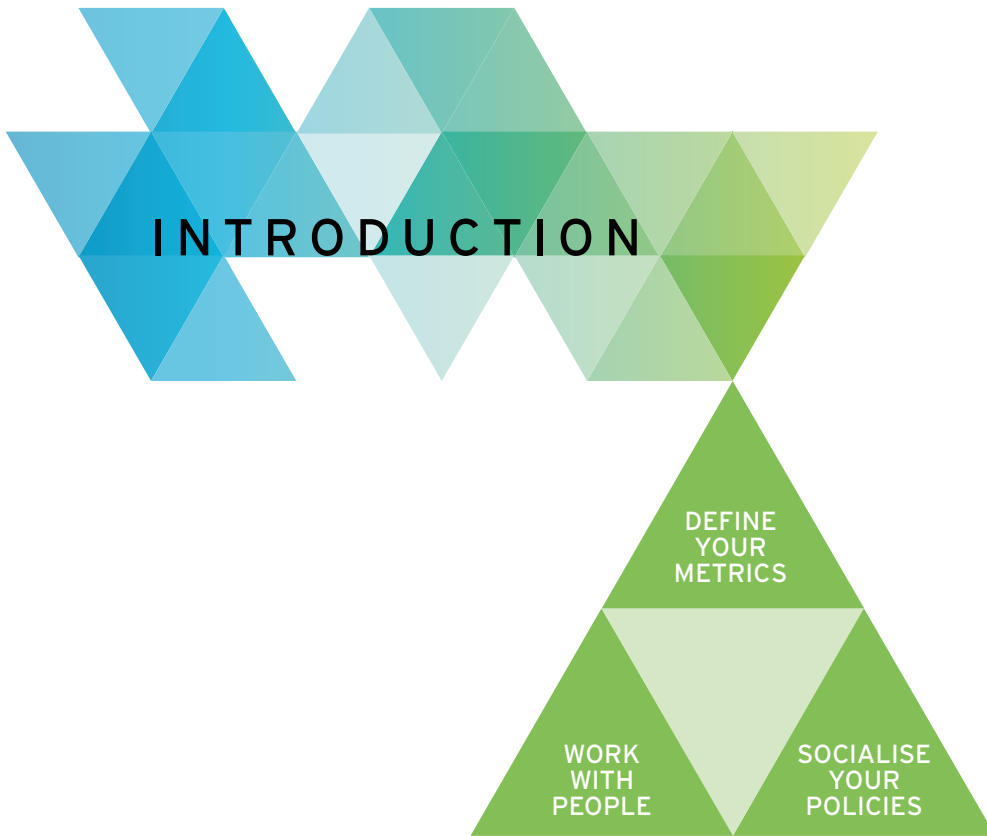 INTRODUCTION
DEFINE
YOUR
METRICS
WORK
WITH
PEOPLE
SOCIALISE
YOUR
POLICIES